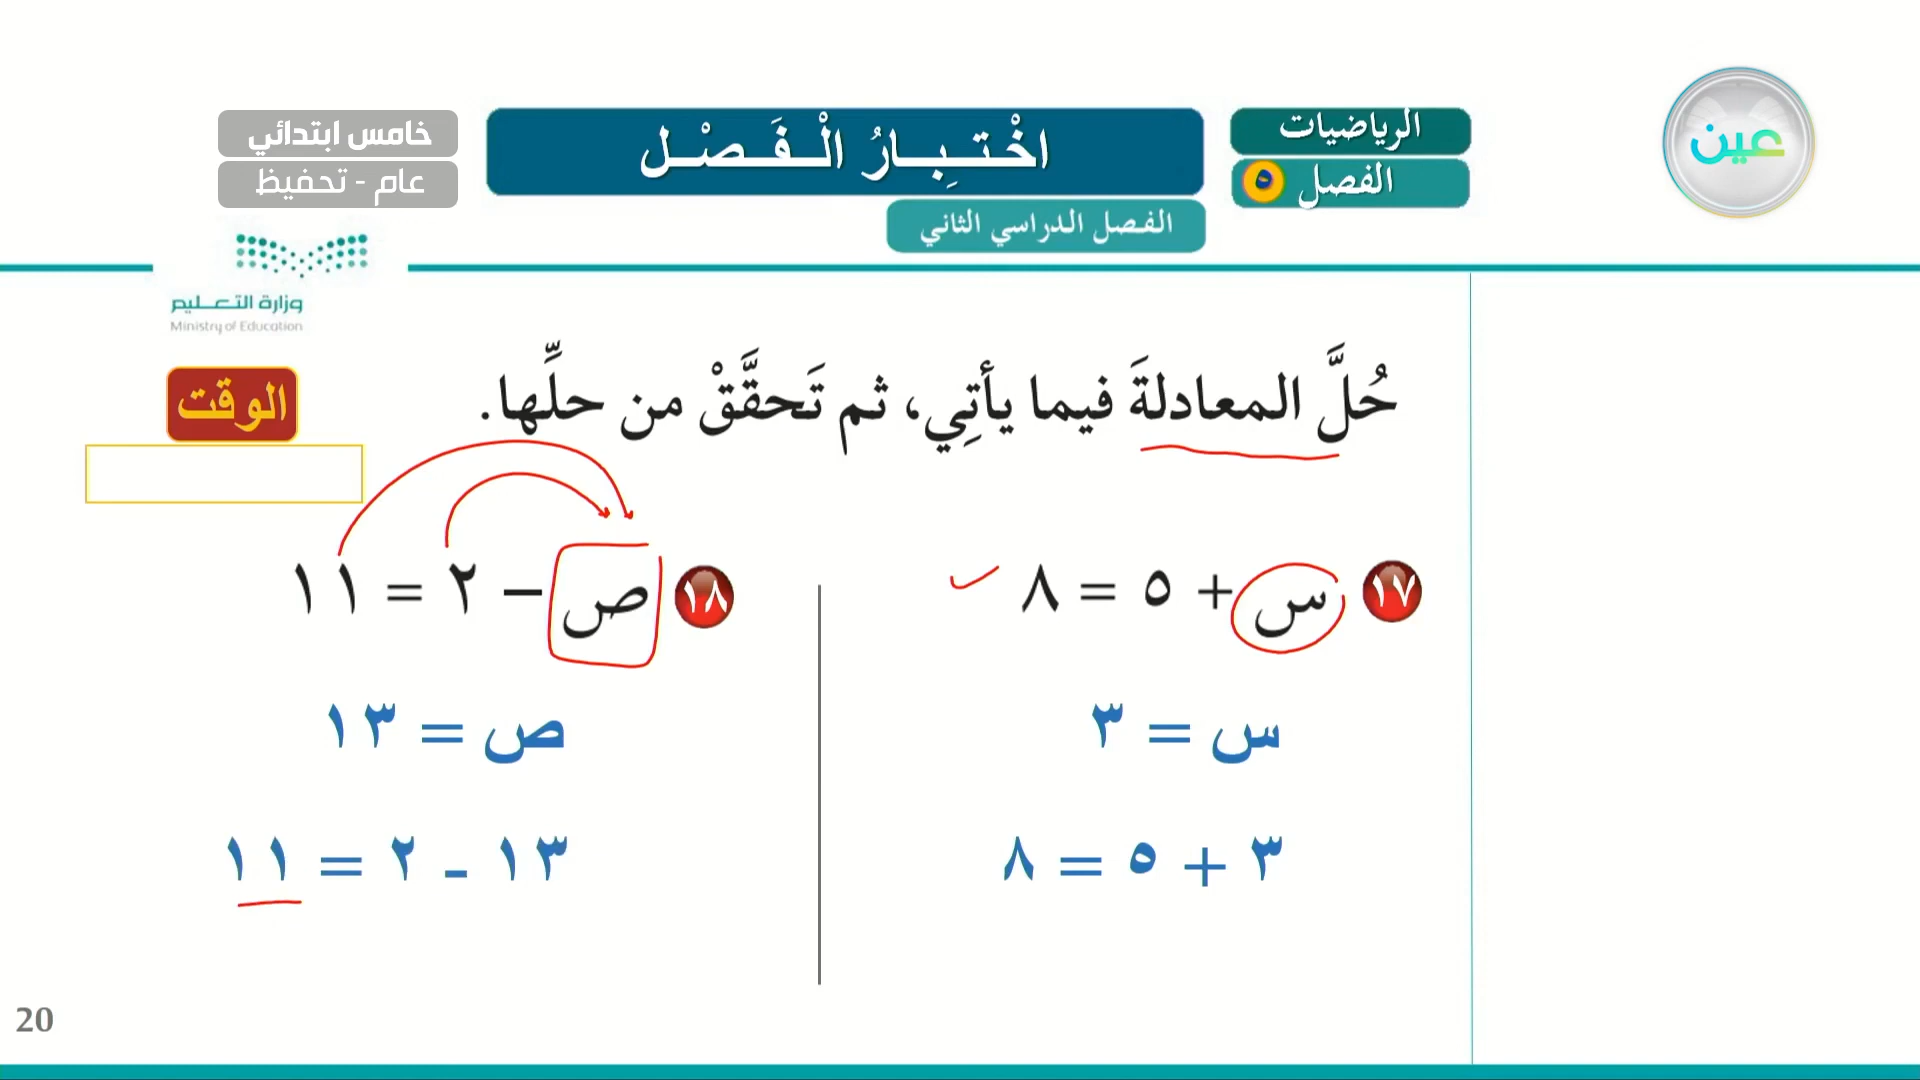 عين
الرياضيات
الفصل ٥
اخْتِبَارُ الْفَصْل
الفصل الدراسي الثاني
خامس ابتدائي
عام - تحفيظ
وزارة التعليم
Ministry of Education
الوقت
حُلَّ المعادلةَ فيما يأتِي، ثم تَحقَّقْ من حلِّها.
١٧ س + ٥ = ٨
س = ٣
٣ + ٥ = ٨
١٨ ص − ٢ = ١١
ص = ١٣
١٣ - ٢ = ١١
20